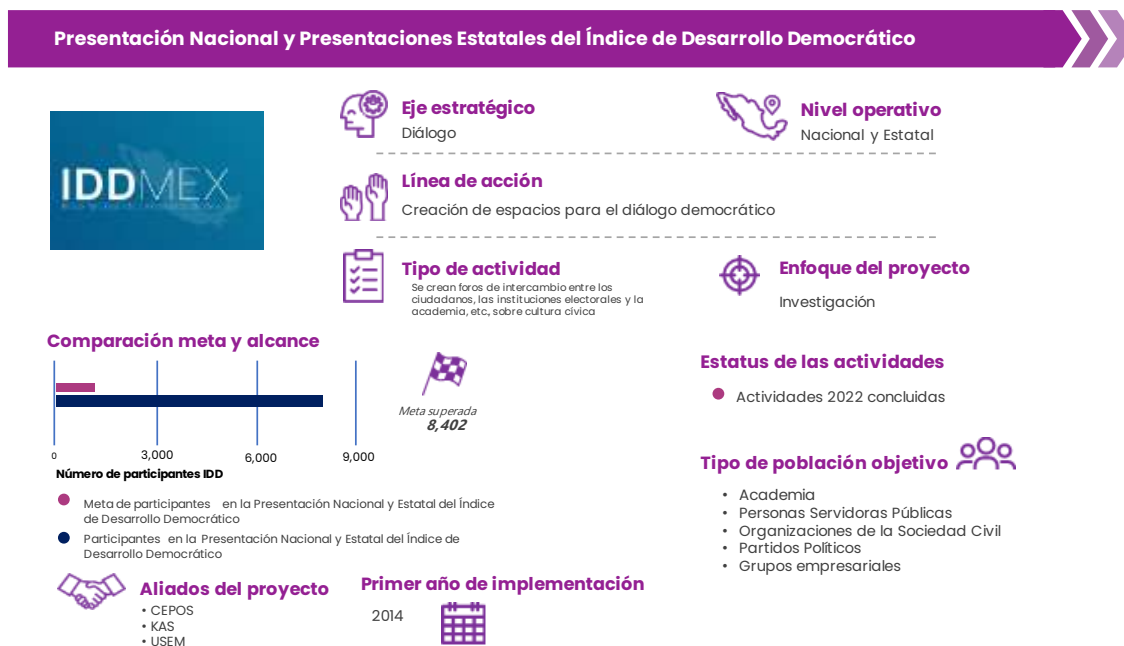 Presentación Nacional y Presentaciones Estatales del Índice de Desarrollo Democrático
IDDMEX
Eje estratégico
Diálogo
Nivel operativo
Nacional y Estatal
Línea de acción
Creación de espacios para el diálogo democrático
Tipo de actividad
Se crean foros de intercambio entre los
ciudadanos, las instituciones electorales y la
academia, etc., sobre cultura cívica
Enfoque del proyecto
Investigación
Comparación meta y alcance
0
3,000
6,000
9,000
Número de participantes IDD
Meta superada
8,402
Meta de participantes en la Presentación Nacional y Estatal del Índice
de Desarrollo Democrático
Participantes en la Presentación Nacional y Estatal del Índice de
Desarrollo Democrático
Estatus de las actividades
Actividades 2022 concluidas
Tipo de población objetivo
• Academia
• Personas Servidoras Públicas
• Organizaciones de la Sociedad Civil
• Partidos Políticos
• Grupos empresariales
Aliados del proyecto
• CEPOS
• KAS
• USEM
Primer año de implementación
2014